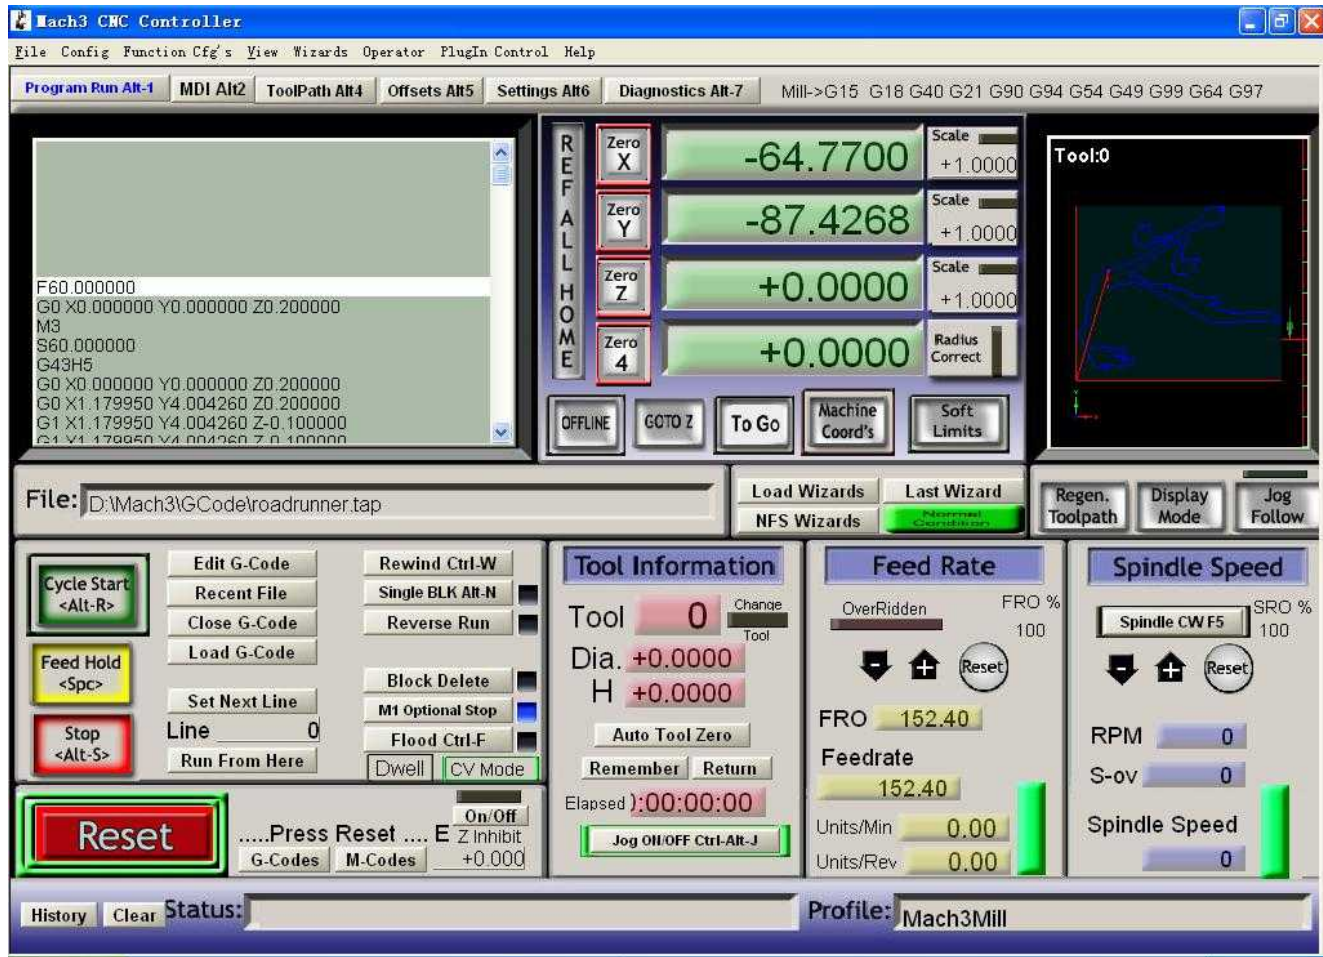 Mach3 CNC Controller
File Config Function Cfg's View Wizards Operator PlugIn Control Help
Program Run Alt-1 MDI Alt2 ToolPath Alt4 Offsets Alt5 Settings Alt6 Diagnostics Alt-7 Mill->G15 G18 G40 G21 G90 G94 G54 G49 G99 G64 G97
F60.000000
G0 X0.000000 Y0.000000 Z0.200000
M3
S60.000000
G43H5
G0 X0.000000 Y0.000000 Z0.200000
G0 X1.179950 Y4.004260 Z0.200000
G1 X1.179950 Y4.004260 Z-0.100000
G1 X1.179950 Y4.004260 Z-0.100000
REF ALL HOME
Zero X -64.7700 Scale +1.0000
Zero Y -87.4268 Scale +1.0000
Zero Z +0.0000 Scale +1.0000
Zero 4 +0.0000 Radius Correct
OFFLINE GOTO Z To Go Machine Coord's Soft Limits
Tool:0
File: D:\Mach3\GCode\roadrunner.tap
Load Wizards Last Wizard
NFS Wizards Normal Condition
Regen. Toolpath Display Mode Jog Follow
Cycle Start <Alt-R>
Feed Hold <Spc>
Stop <Alt-S>
Edit G-Code
Recent File
Close G-Code
Load G-Code
Set Next Line
Line 0
Run From Here
Rewind Ctrl-W
Single BLK Alt-N
Reverse Run
Block Delete
M1 Optional Stop
Flood Ctrl-F
Dwell CV Mode
Reset
.....Press Reset .... E
G-Codes M-Codes
On/Off
Z Inhibit
+0.000
Tool Information
Tool 0 Change Tool
Dia. +0.0000
H +0.0000
Auto Tool Zero
Remember Return
Elapsed ):00:00:00
Jog ON/OFF Ctrl-Alt-J
Feed Rate
OverRidden FRO %
100
Reset
FRO 152.40
Feedrate
152.40
Units/Min 0.00
Units/Rev 0.00
Spindle Speed
Spindle CW F5 SRO %
100
Reset
RPM 0
S-ov 0
Spindle Speed
0
History Clear Status:
Profile: Mach3Mill